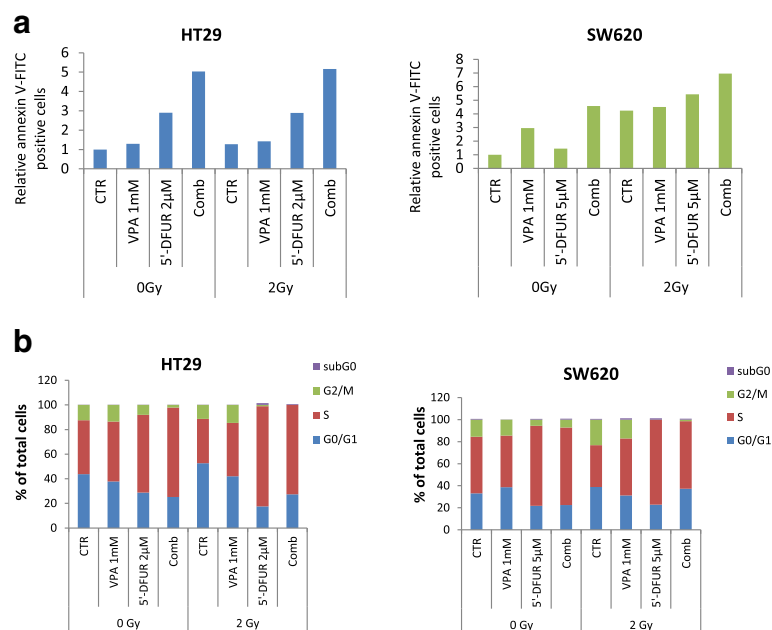 a
HT29
Relative annexin V-FITC
positive cells
6
5
4
3
2
1
0
CTR
VPA 1mM
5'-DFUR 2µM
Comb
CTR
VPA 1mM
5'-DFUR 2µM
Comb
0Gy
2Gy
SW620
Relative annexin V-FITC
positive cells
8
7
6
5
4
3
2
1
0
CTR
VPA 1mM
5'-DFUR 5µM
Comb
CTR
VPA 1mM
5'-DFUR 5µM
Comb
0Gy
2Gy
b
HT29
% of total cells
120
100
80
60
40
20
0
CTR
VPA 1mM
5'-DFUR 2µM
Comb
CTR
VPA 1mM
5'-DFUR 2µM
Comb
0 Gy
2 Gy
subG0
G2/M
S
G0/G1
SW620
% of total cells
120
100
80
60
40
20
0
CTR
VPA 1mM
5'-DFUR 5µM
Comb
CTR
VPA 1mM
5'-DFUR 5µM
Comb
0 Gy
2 Gy
subG0
G2/M
S
G0/G1